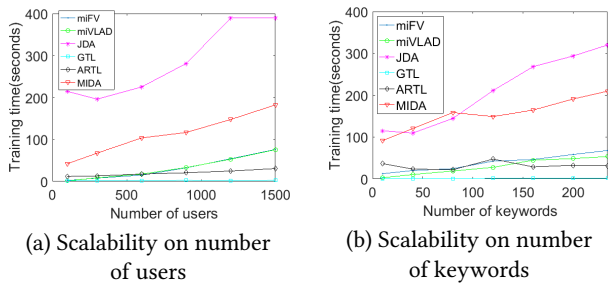 400
300
200
100
0
Training time(seconds)
miFV
miVLAD
JDA
GTL
ARTL
MIDA
0 500 1000 1500
Number of users
(a) Scalability on number
of users
400
300
200
100
0
Training time(seconds)
miFV
miVLAD
JDA
GTL
ARTL
MIDA
0 100 200
Number of keywords
(b) Scalability on number
of keywords